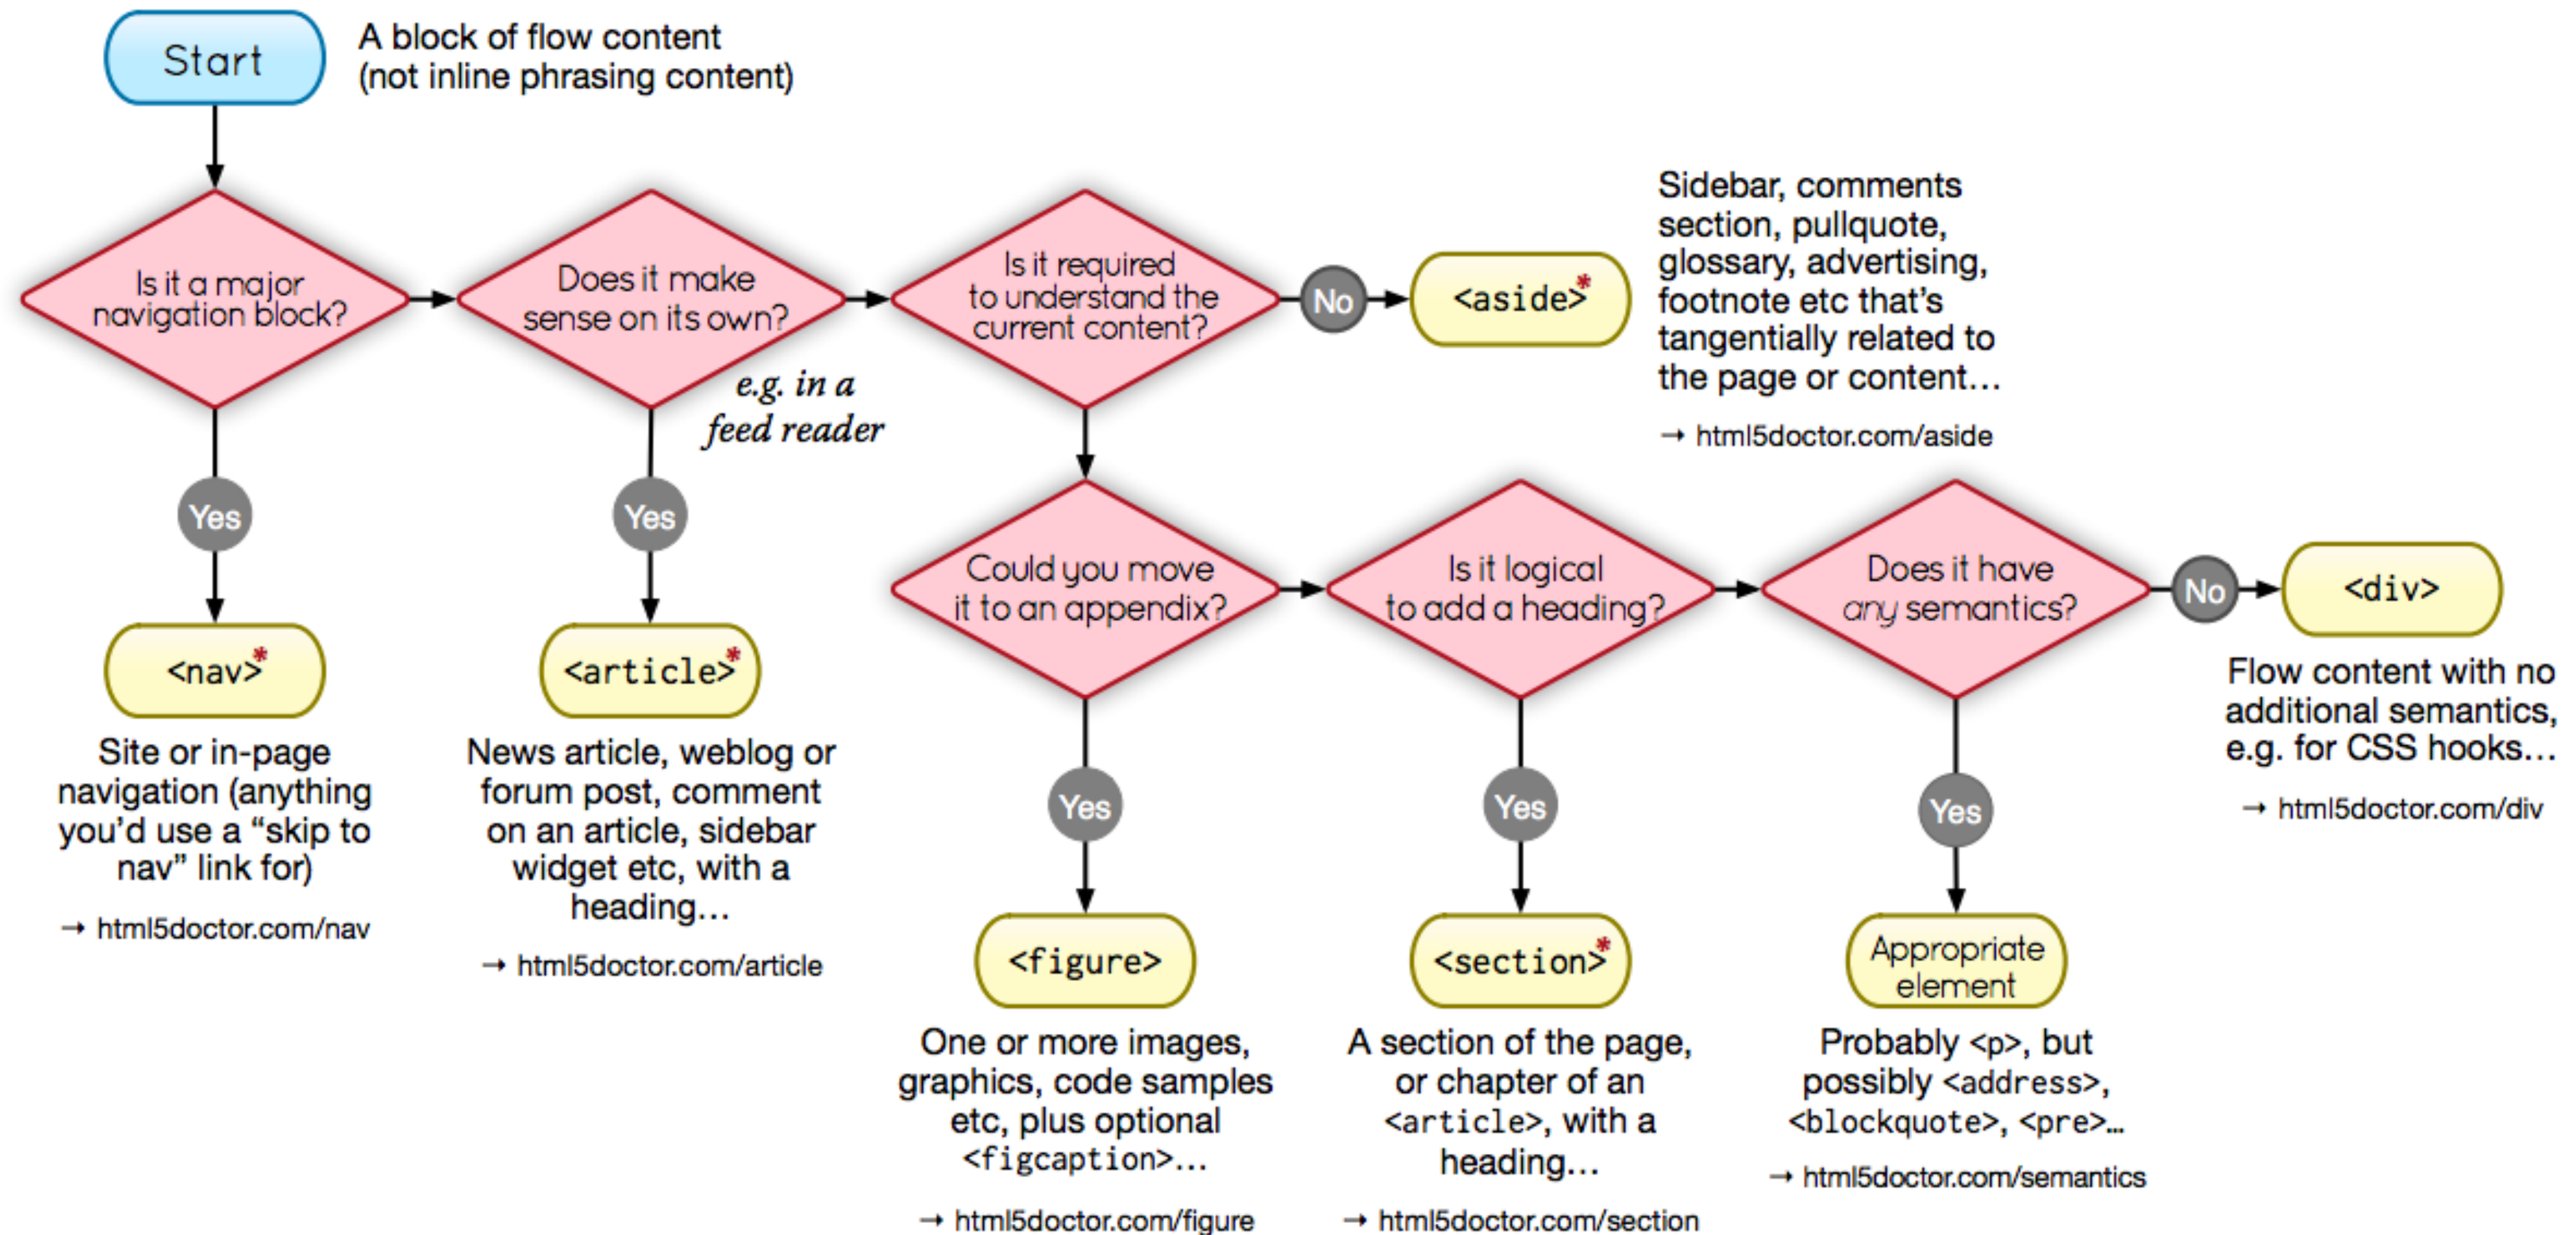 Start
A block of flow content
(not inline phrasing content)
Is it a major
navigation block?
Does it make
sense on its own?
e.g. in a
feed reader
Is it required
to understand the
current content?
No
<aside>*
Sidebar, comments
section, pullquote,
glossary, advertising,
footnote etc that’s
tangentially related to
the page or content…
→ html5doctor.com/aside
Yes
<nav>*
Site or in-page
navigation (anything
you’d use a “skip to
nav” link for)
→ html5doctor.com/nav
Yes
<article>*
News article, weblog or
forum post, comment
on an article, sidebar
widget etc, with a
heading…
→ html5doctor.com/article
Could you move
it to an appendix?
Is it logical
to add a heading?
Does it have
any semantics?
No
<div>
Flow content with no
additional semantics,
e.g. for CSS hooks…
→ html5doctor.com/div
Yes
<figure>
One or more images,
graphics, code samples
etc, plus optional
<figcaption>…
→ html5doctor.com/figure
Yes
<section>*
A section of the page,
or chapter of an
<article>, with a
heading…
→ html5doctor.com/section
Yes
Appropriate
element
Probably <p>, but
possibly <address>,
<blockquote>, <pre>…
→ html5doctor.com/semantics